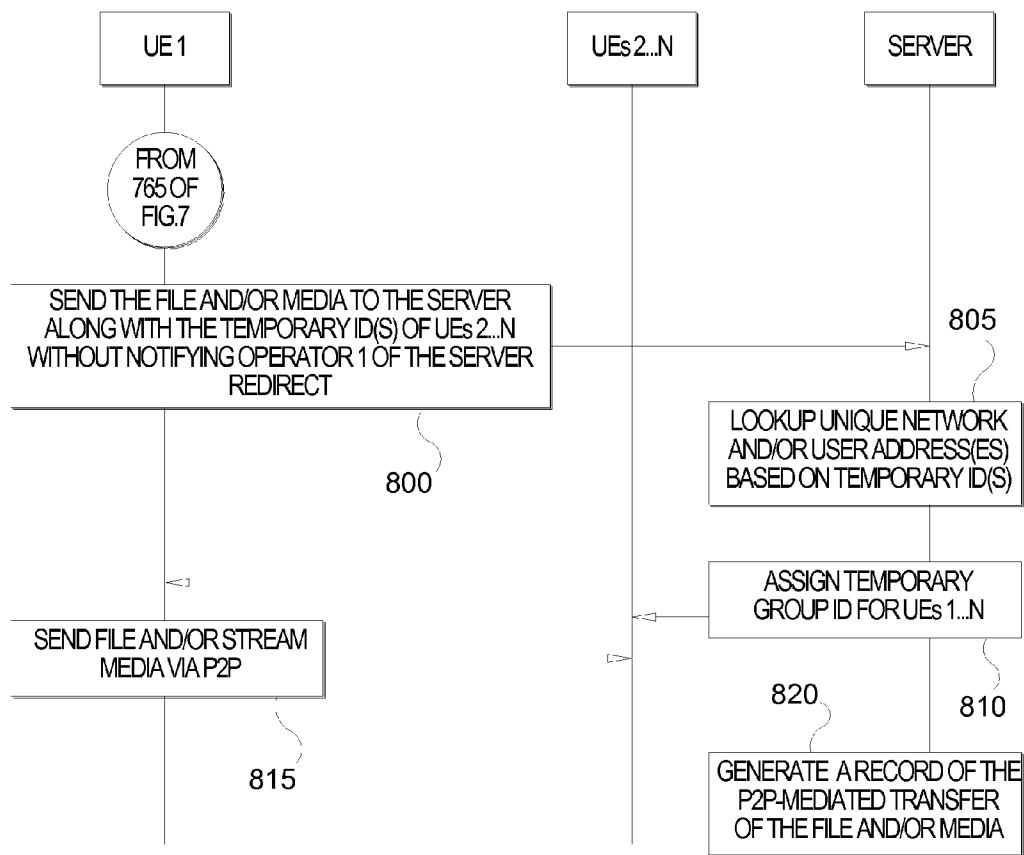 UE 1
UEs 2...N
SERVER
FROM
765 OF
FIG.7
SEND THE FILE AND/OR MEDIA TO THE SERVER
ALONG WITH THE TEMPORARY ID(S) OF UEs 2...N
WITHOUT NOTIFYING OPERATOR 1 OF THE SERVER
REDIRECT
800
805
LOOKUP UNIQUE NETWORK
AND/OR USER ADDRESS(ES)
BASED ON TEMPORARY ID(S)
ASSIGN TEMPORARY
GROUP ID FOR UEs 1...N
810
SEND FILE AND/OR STREAM
MEDIA VIA P2P
815
820
GENERATE A RECORD OF THE
P2P-MEDIATED TRANSFER
OF THE FILE AND/OR MEDIA